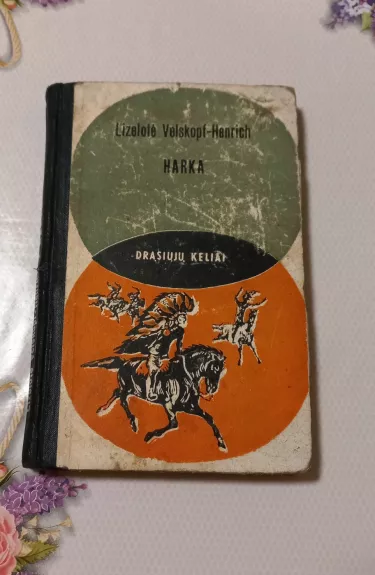 Lizelotė Velskopf-Henrich
HARKA
DRĄSIŲJŲ KELIAI